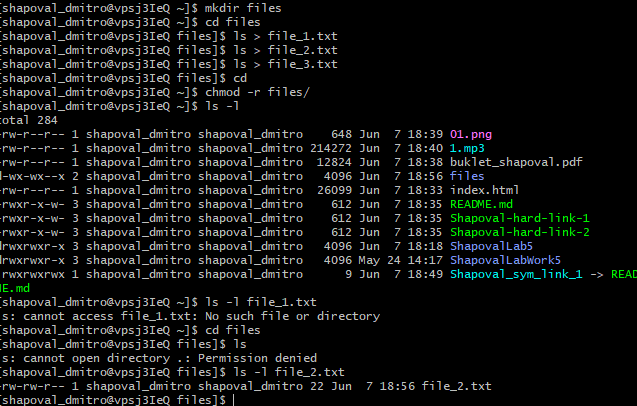 [shapoval_dmitro@vpsj3IeQ ~]$ mkdir files
[shapoval_dmitro@vpsj3IeQ ~]$ cd files
[shapoval_dmitro@vpsj3IeQ files]$ ls > file_1.txt
[shapoval_dmitro@vpsj3IeQ files]$ ls > file_2.txt
[shapoval_dmitro@vpsj3IeQ files]$ ls > file_3.txt
[shapoval_dmitro@vpsj3IeQ files]$ cd
[shapoval_dmitro@vpsj3IeQ ~]$ chmod -r files/
[shapoval_dmitro@vpsj3IeQ ~]$ ls -l
total 284
-rw-r--r-- 1 shapoval_dmitro shapoval_dmitro    648 Jun  7 18:39 01.png
-rw-r--r-- 1 shapoval_dmitro shapoval_dmitro 214272 Jun  7 18:40 1.mp3
-rw-r--r-- 1 shapoval_dmitro shapoval_dmitro  12824 Jun  7 18:38 buklet_shapoval.pdf
d-wx-wx--x 2 shapoval_dmitro shapoval_dmitro   4096 Jun  7 18:56 files
-rw-r--r-- 1 shapoval_dmitro shapoval_dmitro  26099 Jun  7 18:33 index.html
-rwxr-x-w- 3 shapoval_dmitro shapoval_dmitro    612 Jun  7 18:35 README.md
-rwxr-x-w- 3 shapoval_dmitro shapoval_dmitro    612 Jun  7 18:35 Shapoval-hard-link-1
-rwxr-x-w- 3 shapoval_dmitro shapoval_dmitro    612 Jun  7 18:35 Shapoval-hard-link-2
drwxrwxr-x 3 shapoval_dmitro shapoval_dmitro   4096 Jun  7 18:18 ShapovalLab5
drwxrwxr-x 3 shapoval_dmitro shapoval_dmitro   4096 May 24 14:17 ShapovalLabWork5
lrwxrwxrwx 1 shapoval_dmitro shapoval_dmitro      9 Jun  7 18:49 Shapoval_sym_link_1 -> READ
ME.md
[shapoval_dmitro@vpsj3IeQ ~]$ ls -l file_1.txt
ls: cannot access file_1.txt: No such file or directory
[shapoval_dmitro@vpsj3IeQ ~]$ cd files
[shapoval_dmitro@vpsj3IeQ files]$ ls
ls: cannot open directory .: Permission denied
[shapoval_dmitro@vpsj3IeQ files]$ ls -l file_2.txt
-rw-rw-r-- 1 shapoval_dmitro shapoval_dmitro 22 Jun  7 18:56 file_2.txt
[shapoval_dmitro@vpsj3IeQ files]$